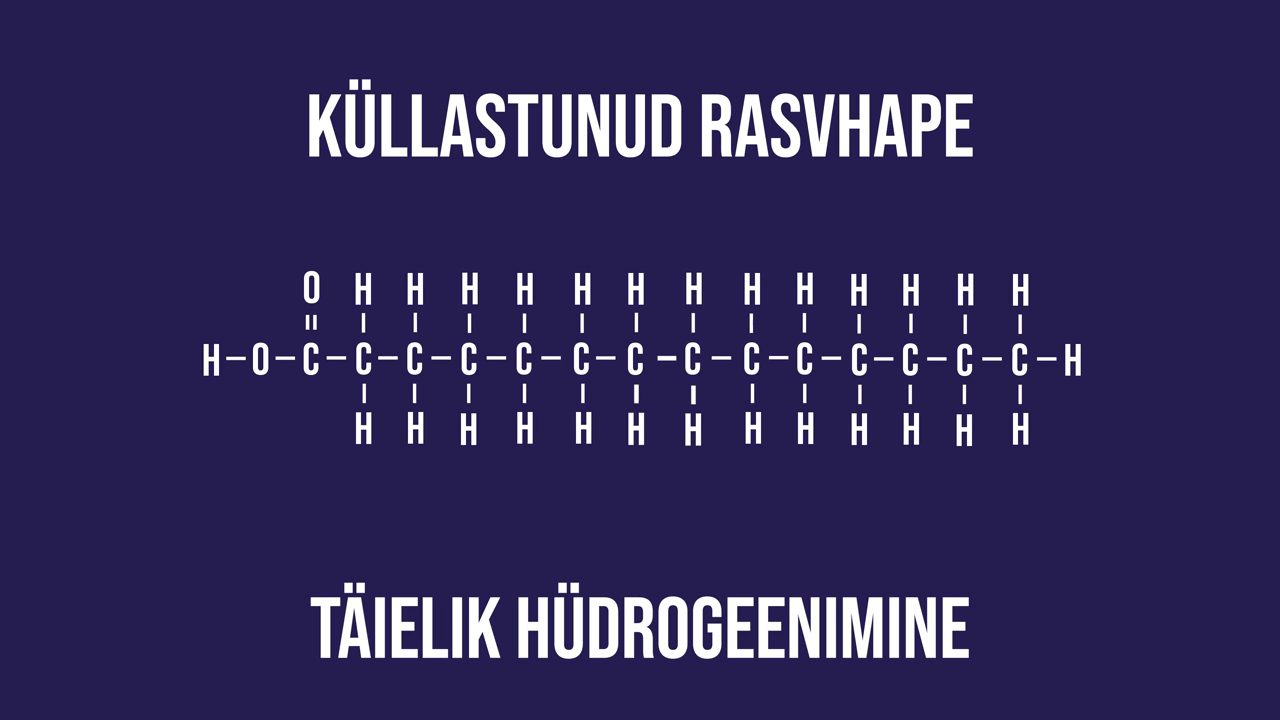 KÜLLASTUNUD RASVHAPE
O H H H H H H H H H H H H H
H–O–C–C–C–C–C–C–C–C–C–C–C–C–C–C–H
H H H H H H H H H H H H H
TÄIELIK HÜDROGEENIMINE